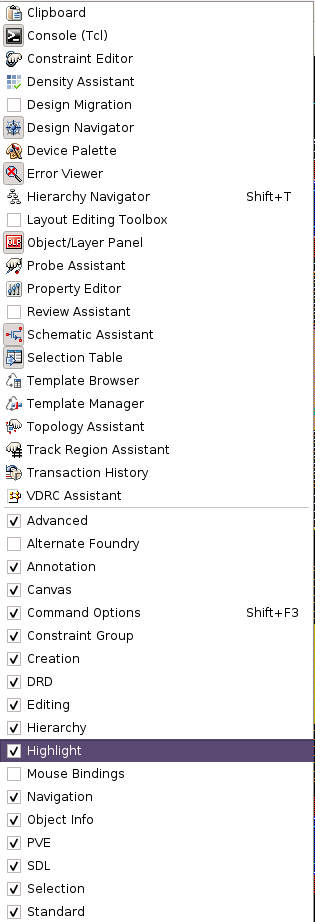 Clipboard
Console (Tcl)
Constraint Editor
Density Assistant
Design Migration
Design Navigator
Device Palette
Error Viewer
Hierarchy Navigator Shift+T
Layout Editing Toolbox
OLP Object/Layer Panel
Probe Assistant
Property Editor
Review Assistant
Schematic Assistant
Selection Table
Template Browser
Template Manager
Topology Assistant
Track Region Assistant
Transaction History
VDRC Assistant
Advanced
Alternate Foundry
Annotation
Canvas
Command Options Shift+F3
Constraint Group
Creation
DRD
Editing
Hierarchy
Highlight
Mouse Bindings
Navigation
Object Info
PVE
SDL
Selection
Standard